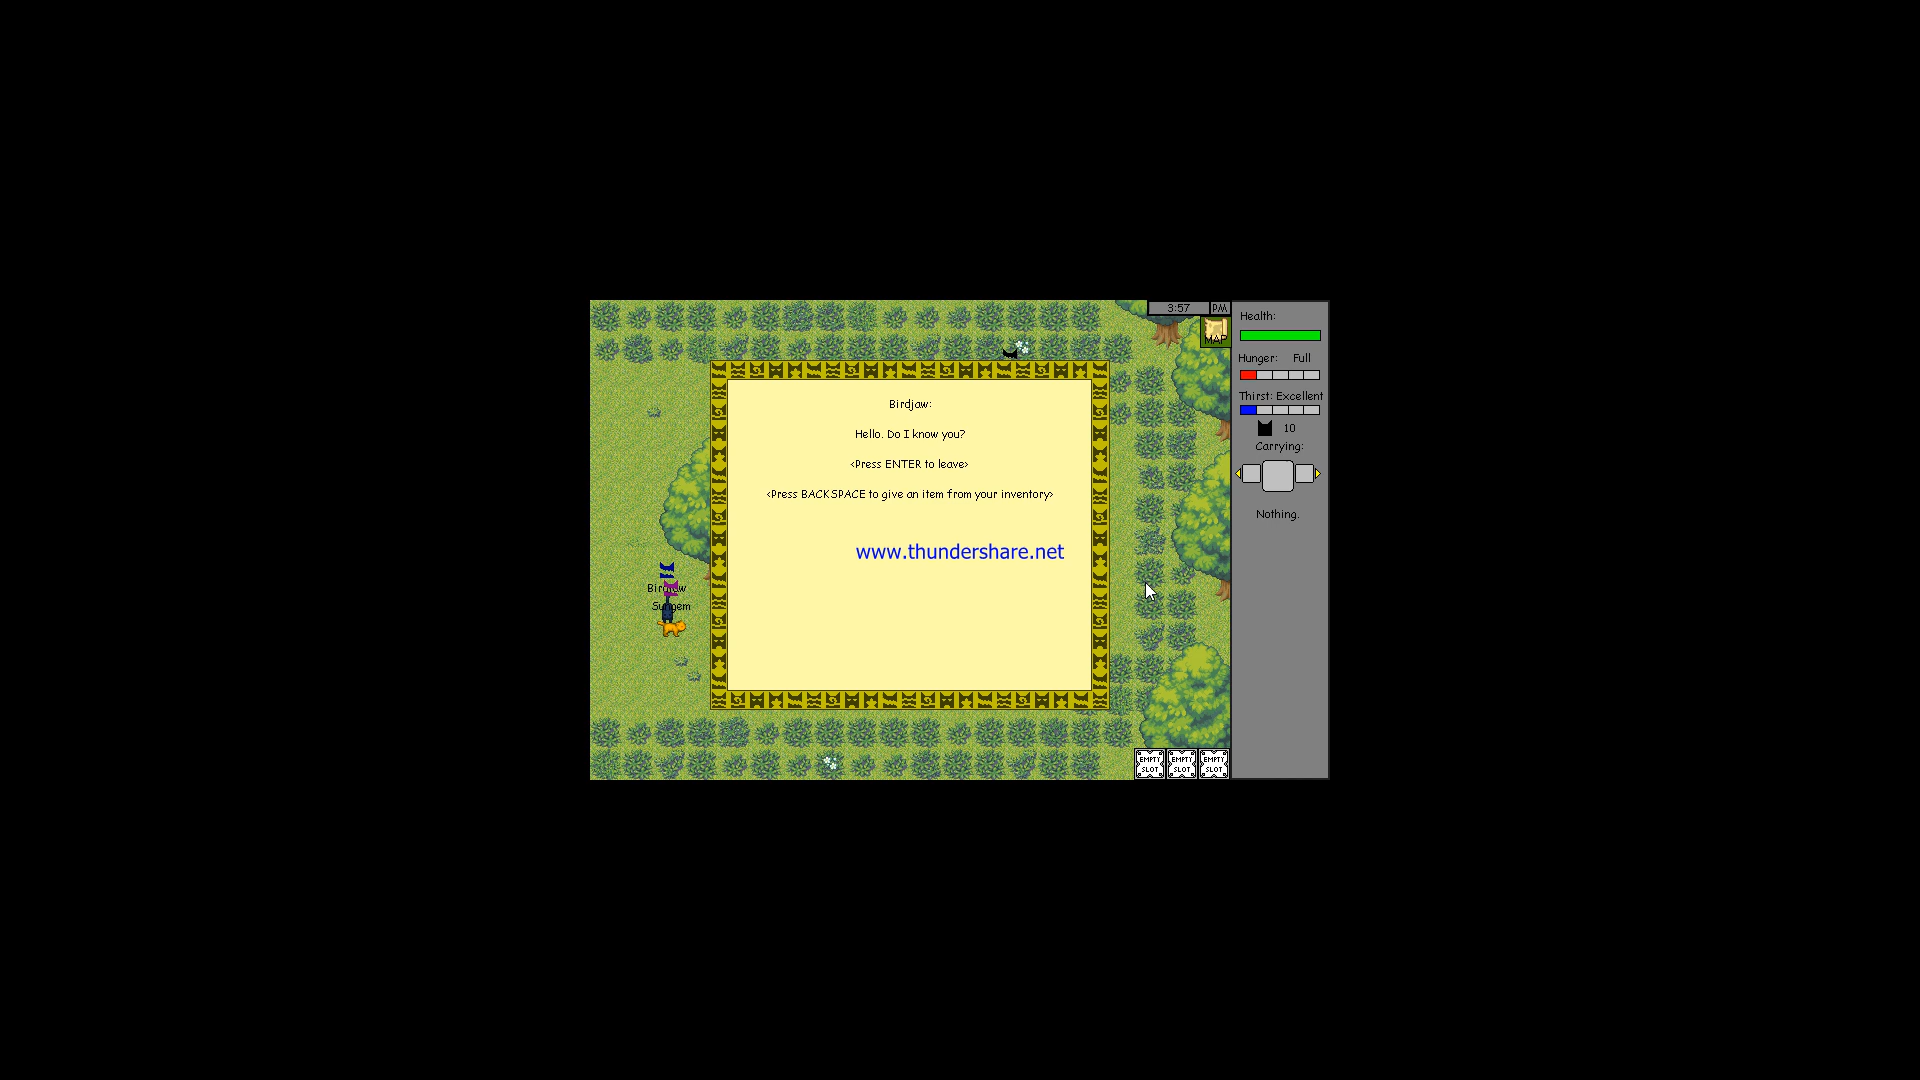 3:57 PM
MAP
Health:
Hunger: Full
Thirst: Excellent
10
Carrying:
Nothing.
Birdjaw:
Hello. Do I know you?
<Press ENTER to leave>
<Press BACKSPACE to give an item from your inventory>
www.thundershare.net
Birdjaw
Sungem
EMPTY SLOT
EMPTY SLOT
EMPTY SLOT